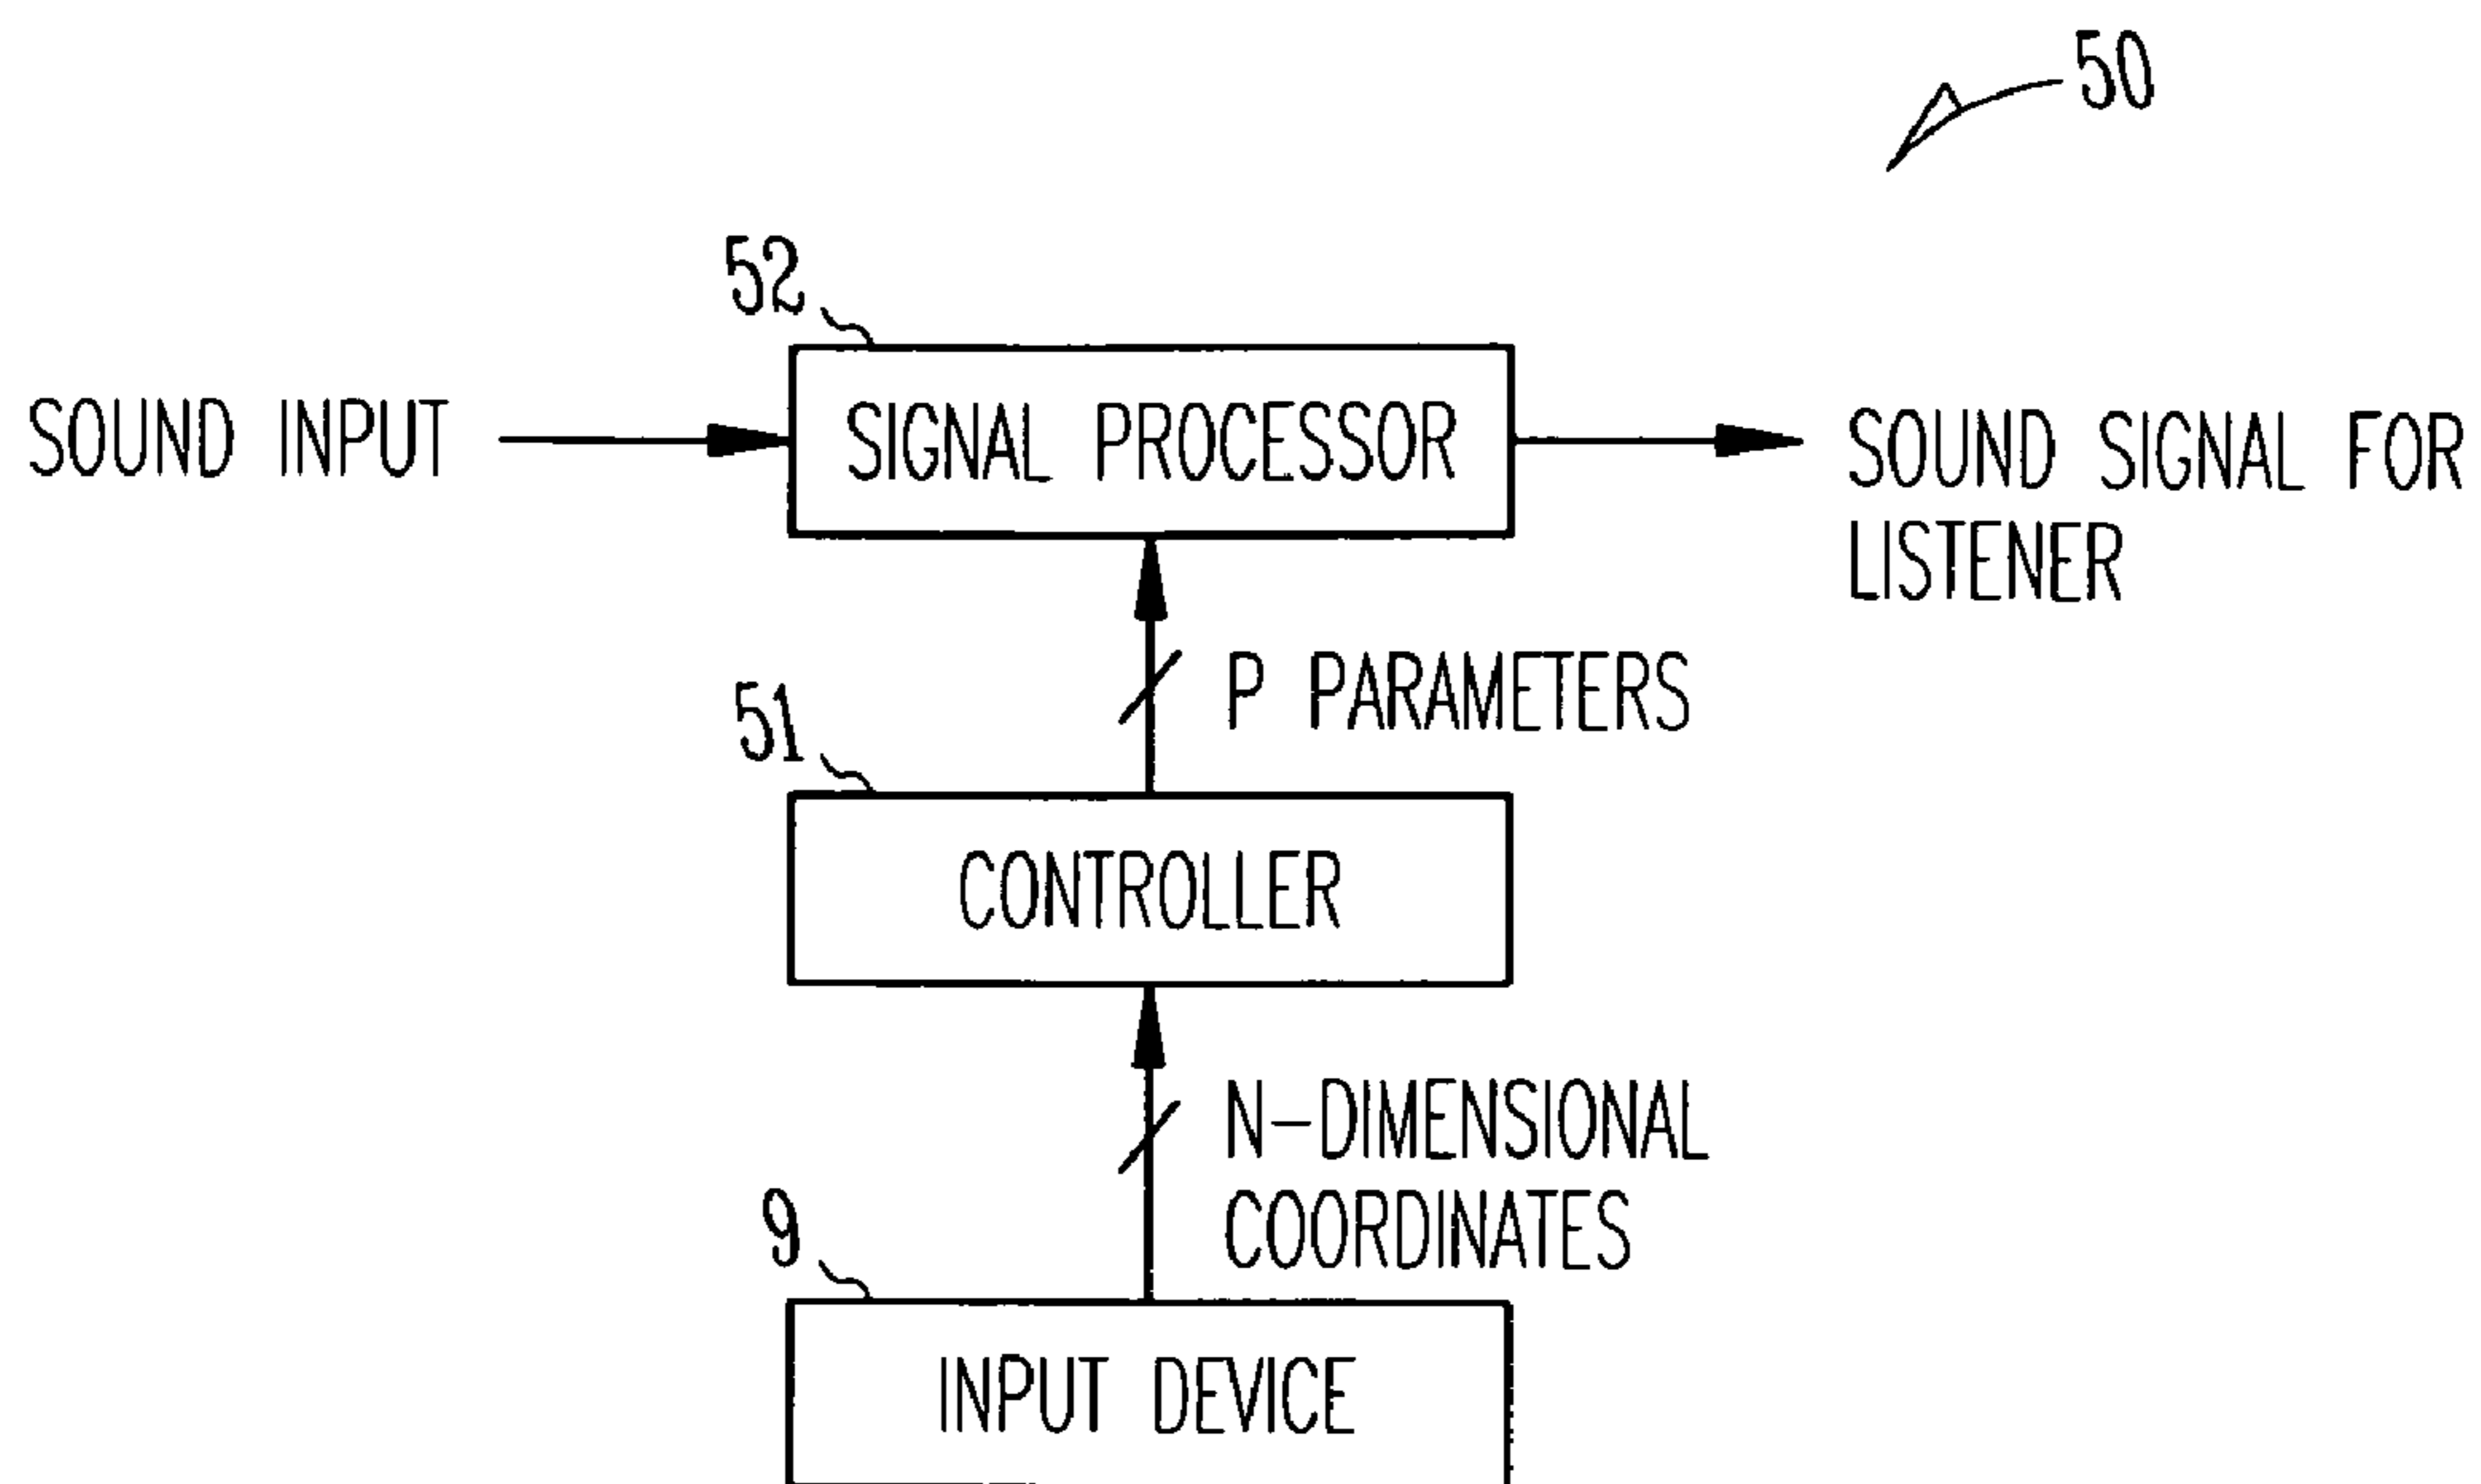 50
52
SOUND INPUT
SIGNAL PROCESSOR
SOUND SIGNAL FOR
LISTENER
P PARAMETERS
51
CONTROLLER
N-DIMENSIONAL
COORDINATES
9
INPUT DEVICE